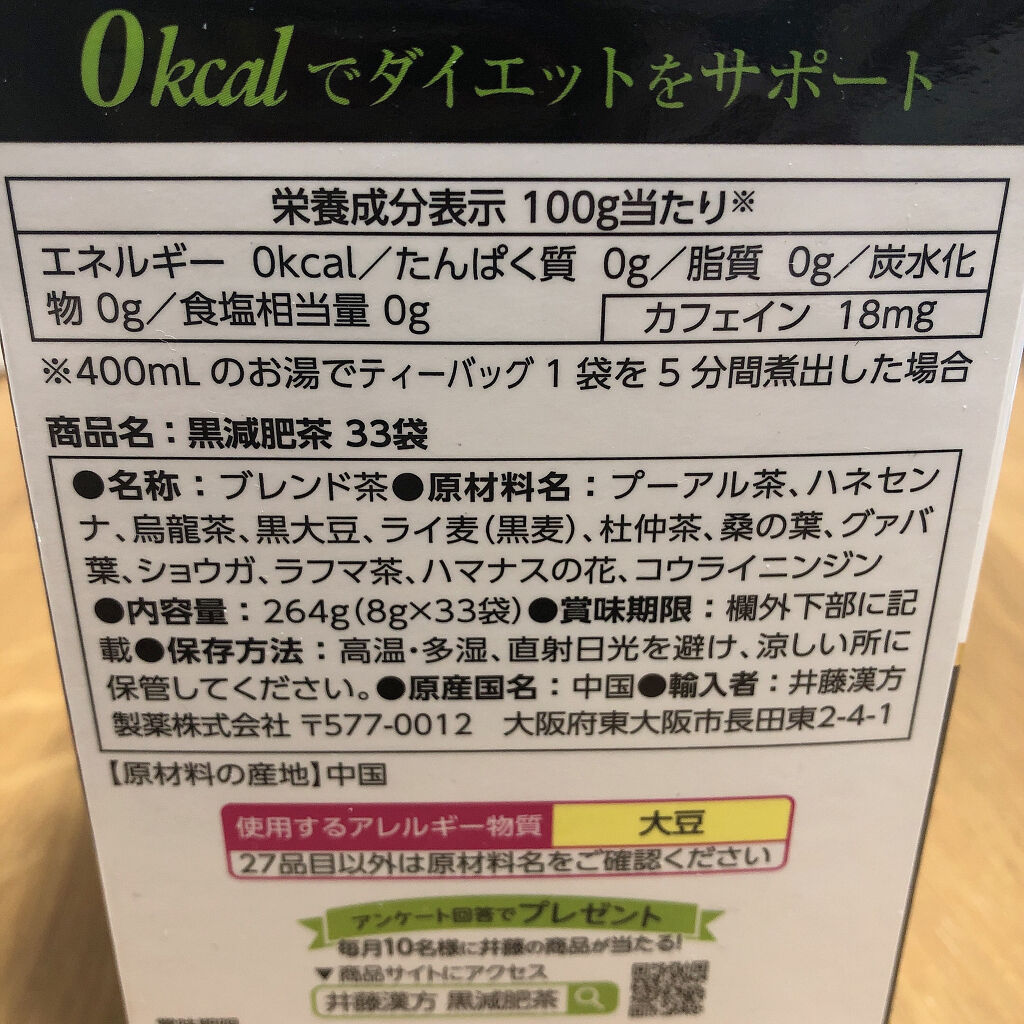 0kcalでダイエットをサポート
栄養成分表示 100g当たり※
エネルギー 0kcal／たんぱく質 0g／脂質 0g／炭水化
物 0g／食塩相当量 0g
カフェイン 18mg
※400mLのお湯でティーバッグ1袋を5分間煮出した場合
商品名：黒減肥茶 33袋
●名称：ブレンド茶●原材料名：プーアル茶、ハネセン
ナ、烏龍茶、黒大豆、ライ麦(黒麦)、杜仲茶、桑の葉、グァバ
葉、ショウガ、ラフマ茶、ハマナスの花、コウライニンジン
●内容量：264g(8g×33袋)●賞味期限：欄外下部に記
載●保存方法：高温・多湿、直射日光を避け、涼しい所に
保管してください。●原産国名：中国●輸入者：井藤漢方
製薬株式会社 〒577-0012 大阪府東大阪市長田東2-4-1
【原材料の産地】中国
使用するアレルギー物質 大豆
27品目以外は原材料名をご確認ください
アンケート回答でプレゼント
毎月10名様に井藤の商品が当たる!
▼商品サイトにアクセス
井藤漢方 黒減肥茶